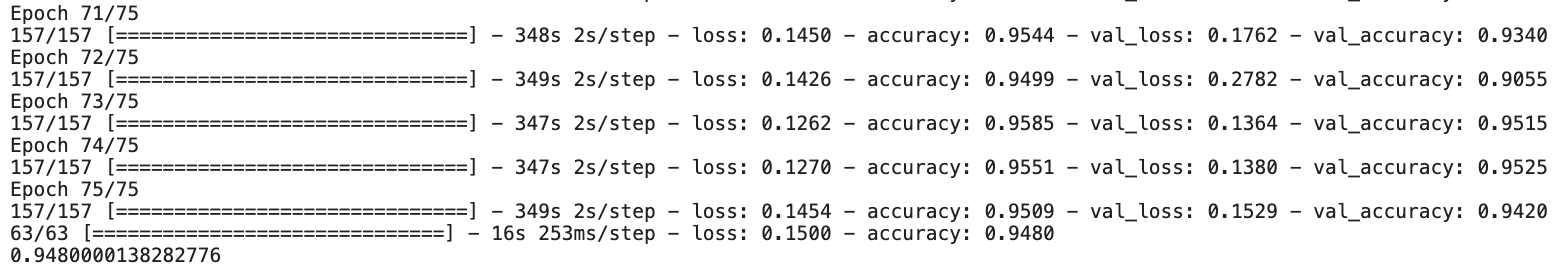 Epoch 71/75
157/157 [==============================] - 348s 2s/step - loss: 0.1450 - accuracy: 0.9544 - val_loss: 0.1762 - val_accuracy: 0.9340
Epoch 72/75
157/157 [==============================] - 349s 2s/step - loss: 0.1426 - accuracy: 0.9499 - val_loss: 0.2782 - val_accuracy: 0.9055
Epoch 73/75
157/157 [==============================] - 347s 2s/step - loss: 0.1262 - accuracy: 0.9585 - val_loss: 0.1364 - val_accuracy: 0.9515
Epoch 74/75
157/157 [==============================] - 347s 2s/step - loss: 0.1270 - accuracy: 0.9551 - val_loss: 0.1380 - val_accuracy: 0.9525
Epoch 75/75
157/157 [==============================] - 349s 2s/step - loss: 0.1454 - accuracy: 0.9509 - val_loss: 0.1529 - val_accuracy: 0.9420
63/63 [==============================] - 16s 253ms/step - loss: 0.1500 - accuracy: 0.9480
0.9480000138282776